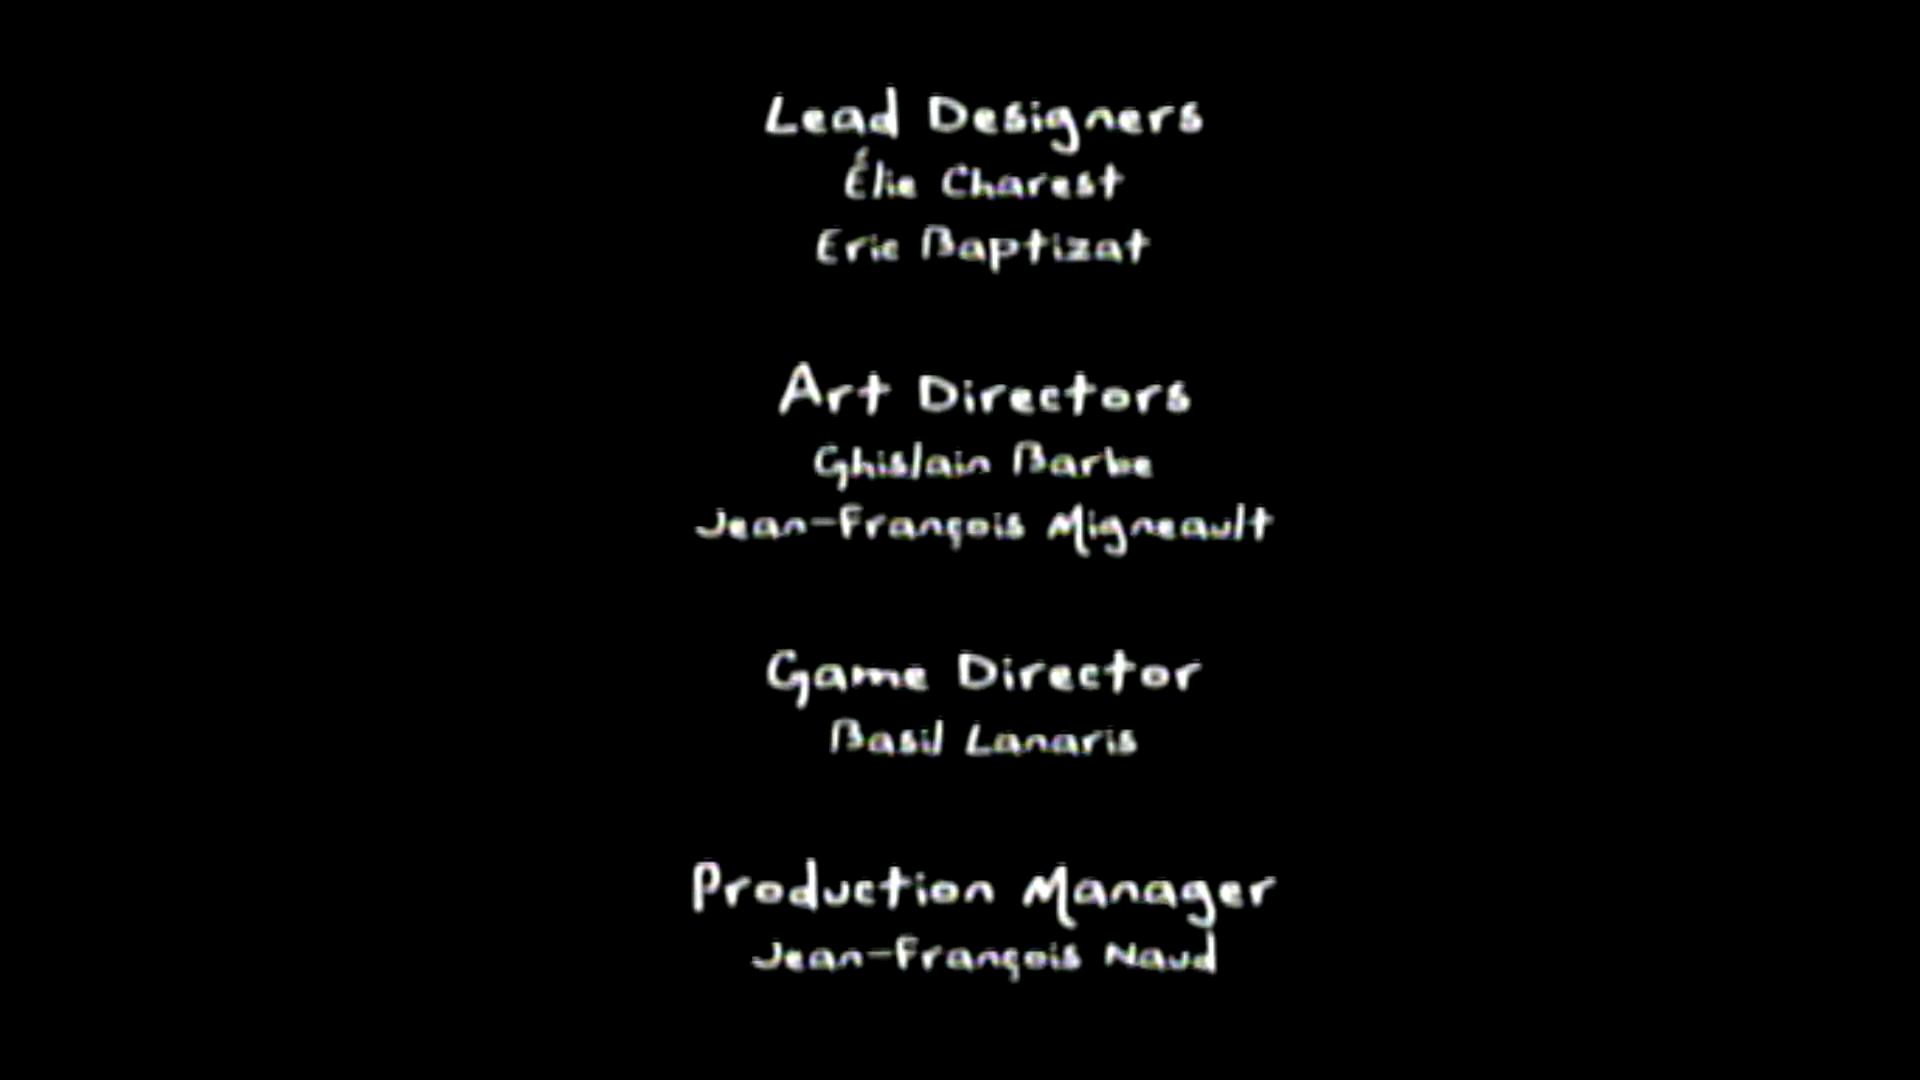 Lead Designers
Élie Charest
Eric Baptizat
Art Directors
Ghislain Barbe
Jean-François Migneault
Game Director
Basil Lanaris
Production Manager
Jean-François Naud